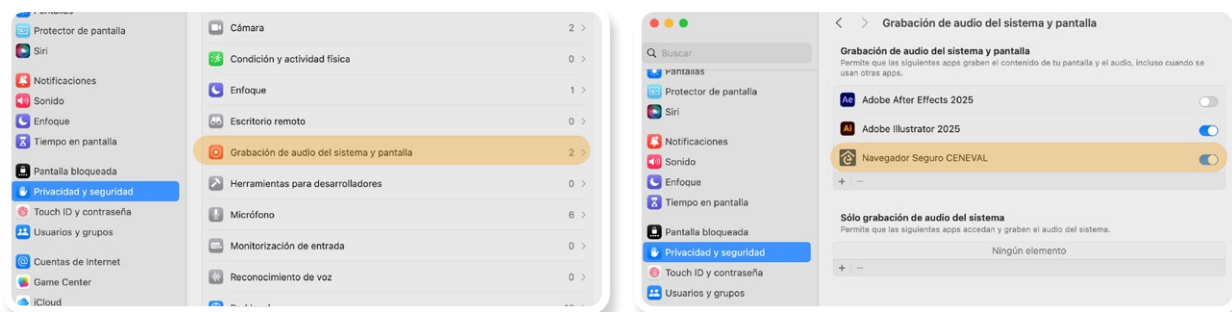 Pantallas
Protector de pantalla
Siri
Notificaciones
Sonido
Enfoque
Tiempo en pantalla
Pantalla bloqueada
Privacidad y seguridad
Touch ID y contraseña
Usuarios y grupos
Cuentas de Internet
Game Center
iCloud
Cámara 2
Condición y actividad física 0
Enfoque 1
Escritorio remoto 0
Grabación de audio del sistema y pantalla 2
Herramientas para desarrolladores 0
Micrófono 6
Monitorización de entrada 0
Reconocimiento de voz 0
Buscar
Pantallas
Protector de pantalla
Siri
Notificaciones
Sonido
Enfoque
Tiempo en pantalla
Pantalla bloqueada
Privacidad y seguridad
Touch ID y contraseña
Usuarios y grupos
Grabación de audio del sistema y pantalla
Grabación de audio del sistema y pantalla
Permite que las siguientes apps graben el contenido de tu pantalla y el audio, incluso cuando se
usan otras apps.
Ae Adobe After Effects 2025
Ai Adobe Illustrator 2025
Navegador Seguro CENEVAL
Sólo grabación de audio del sistema
Permite que las siguientes apps accedan y graben el audio del sistema.
Ningún elemento